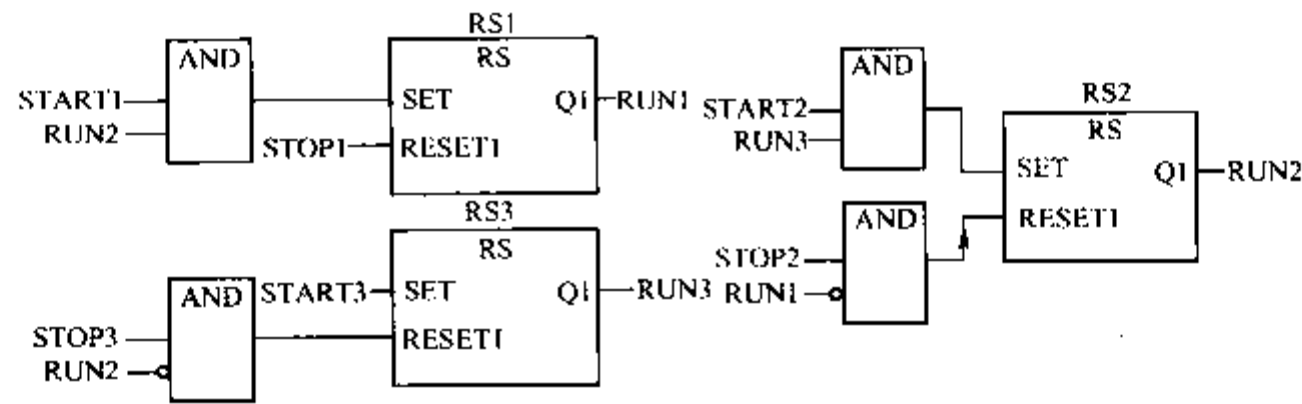 RS1
AND
RS
START1
RUN2
SET
Q1
RUN1
STOP1
RESET1
AND
START2
RUN3
RS2
RS
SET
Q1
RUN2
RESET1
AND
STOP2
RUN1
RS3
RS
AND
START3
SET
Q1
RUN3
STOP3
RESET1
RUN2